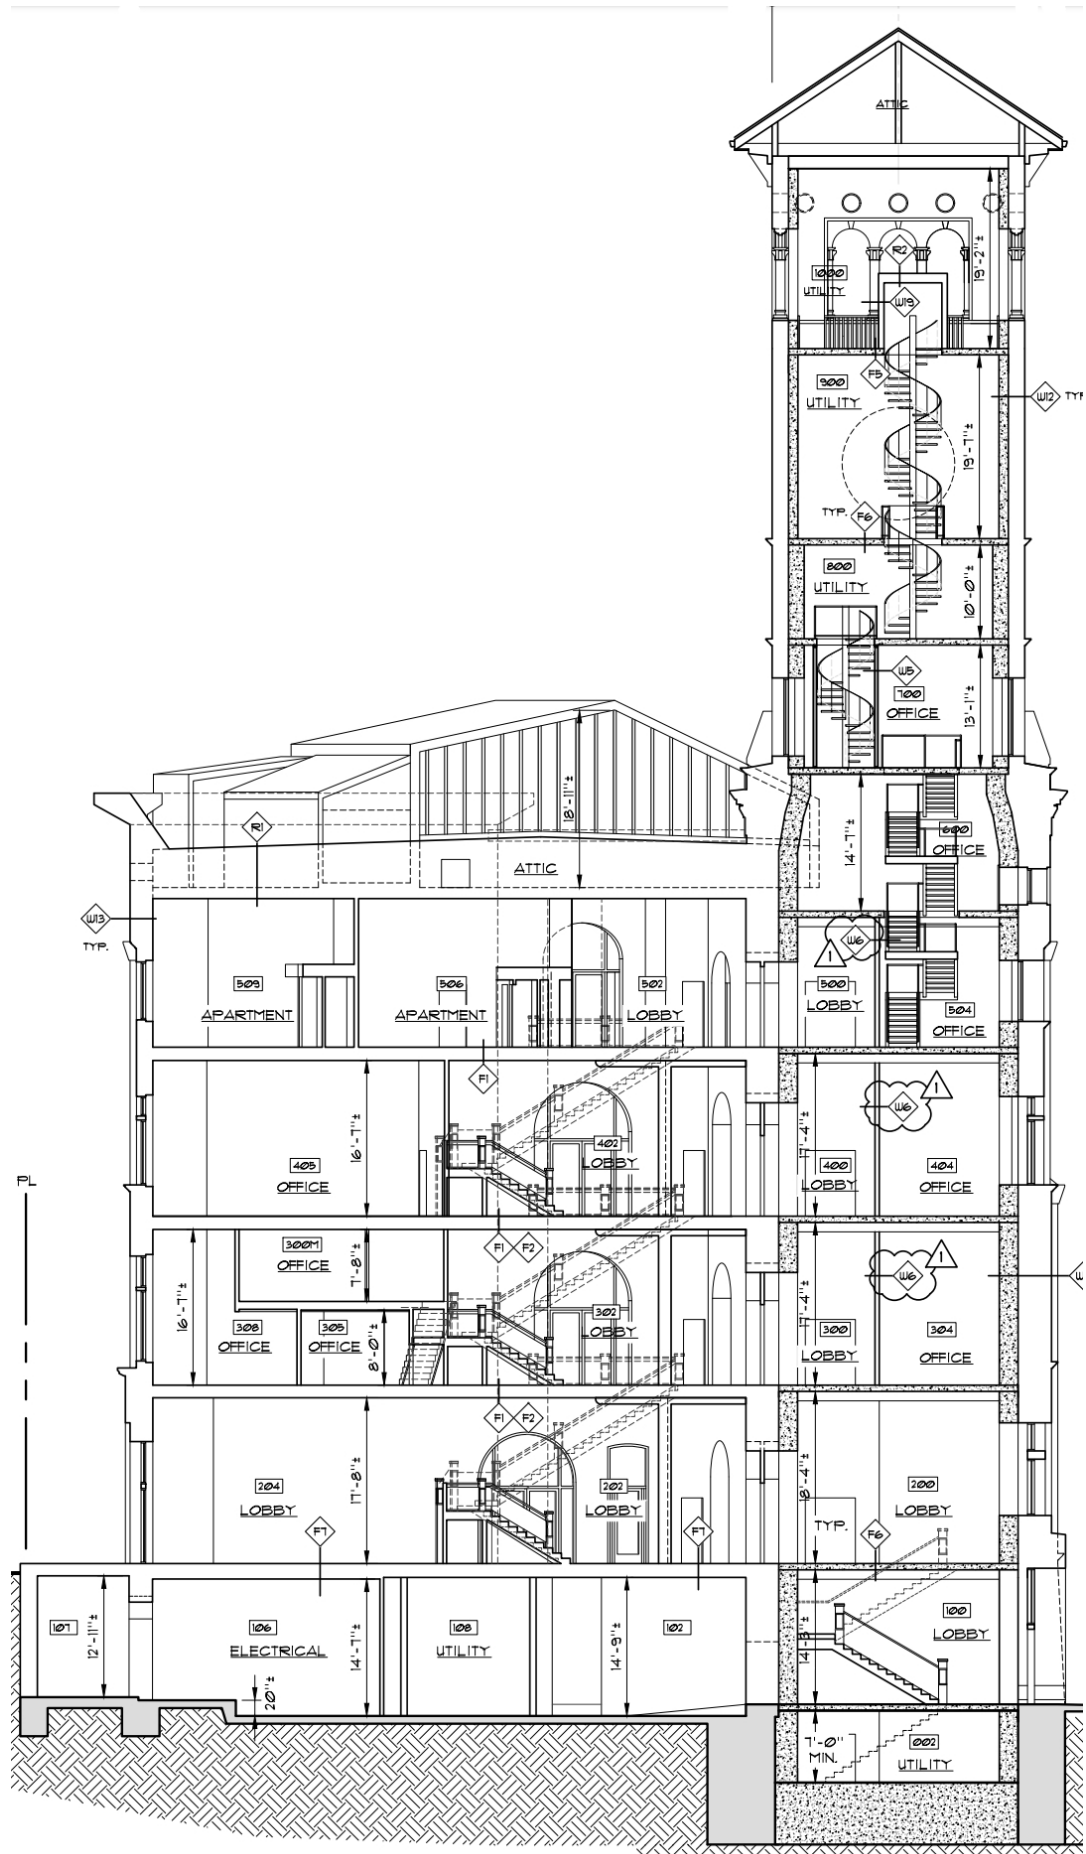 ATTIC
19'-2"±
R2
1000
UTILITY
W19
F5
900
UTILITY
W12 TYP
19'-7"±
TYP. F6
800
UTILITY
10'-0"±
W5
700
OFFICE
13'-1"±
18'-11"±
14'-7"±
600
OFFICE
R1
ATTIC
W13
TYP.
W6
1
509
APARTMENT
506
APARTMENT
502
LOBBY
500
LOBBY
504
OFFICE
F1
16'-7"±
17'-4"±
W6
1
405
OFFICE
402
LOBBY
400
LOBBY
404
OFFICE
PL
F1 F2
300M
OFFICE
7'-8"±
16'-7"±
17'-4"±
W6
1
308
OFFICE
305
OFFICE
8'-0"±
302
LOBBY
300
LOBBY
304
OFFICE
F1 F2
17'-8"±
18'-4"±
204
LOBBY
202
LOBBY
200
LOBBY
F7
F7
TYP.
F6
107
12'-11"±
106
ELECTRICAL
14'-7"±
108
UTILITY
14'-9"±
102
14'-3"±
100
LOBBY
20"±
7'-0"
MIN.
002
UTILITY